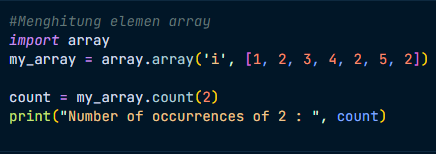 #Menghitung elemen array
import array
my_array = array.array('i', [1, 2, 3, 4, 2, 5, 2])
count = my_array.count(2)
print("Number of occurrences of 2 : ", count)